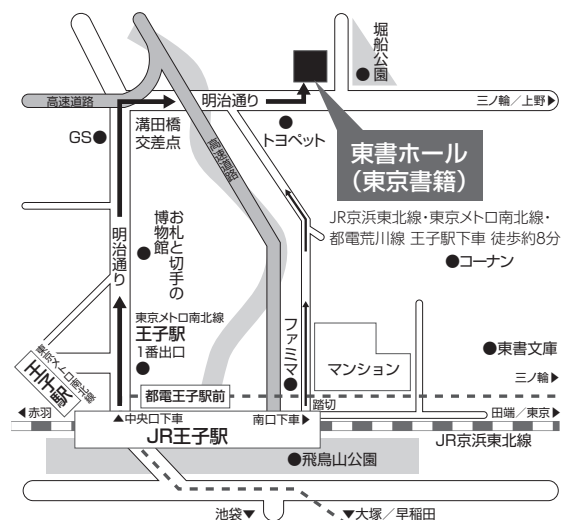 堀船公園
高速道路
明治通り
三ノ輪／上野▶
溝田橋
交差点
GS●
トヨペット
高速道路
東書ホール
（東京書籍）
JR京浜東北線・東京メトロ南北線・
都電荒川線 王子駅下車 徒歩約8分
●コーナン
明治通り
お札と切手の
博物館
東京メトロ南北線
王子駅
1番出口
ファミマ
マンション
●東書文庫
三ノ輪▶
東京メトロ南北線
王子駅
都電王子駅前
踏切
◀赤羽
▲中央口下車
南口下車▶
田端／東京▶
JR王子駅
JR京浜東北線
●飛鳥山公園
池袋▼
▼大塚／早稲田